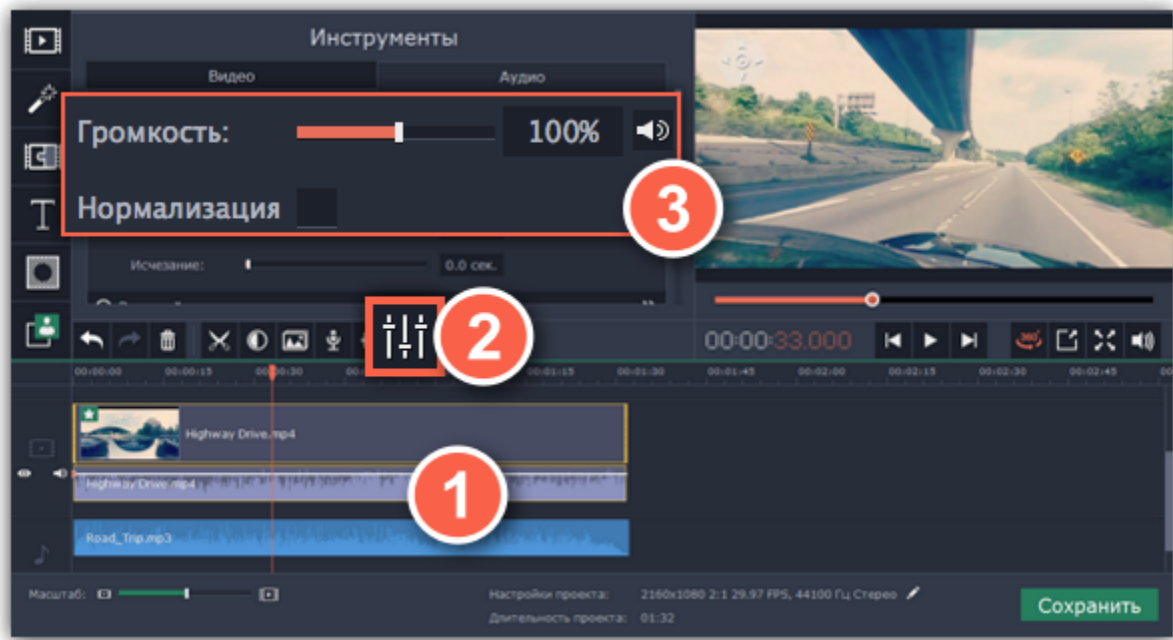 Инструменты
Видео Аудио
Громкость: 100%
3
Нормализация
Исчезание: 0.0 сек.
2
00:00:33.000
360°
00:00:00 00:00:15 00:00:30 00:01:15 00:01:30 00:01:45 00:02:00 00:02:15 00:02:30 00:02:45
Highway Drive.mp4
Highway Drive.mp4
1
Road_Trip.mp3
Масштаб: Настройки проекта: 2160x1080 2:1 29.97 FPS, 44100 Гц Стерео
Длительность проекта: 01:32
Сохранить